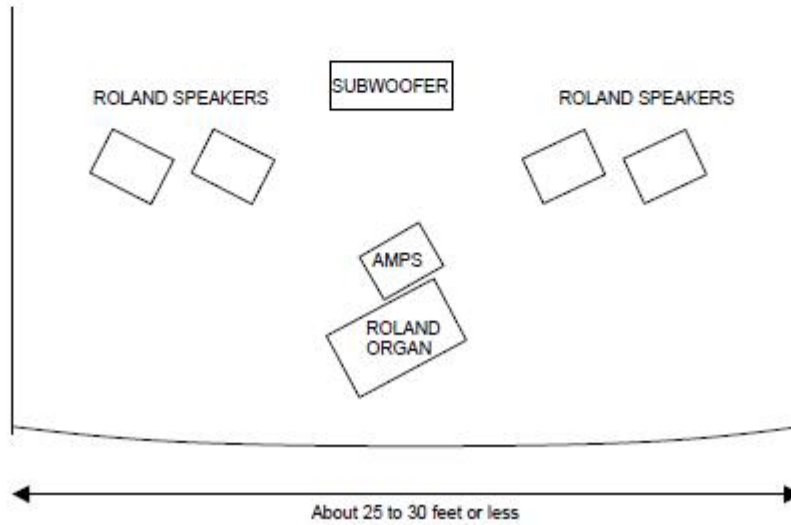 SUBWOOFER
ROLAND SPEAKERS
ROLAND SPEAKERS
AMPS
ROLAND
ORGAN
About 25 to 30 feet or less